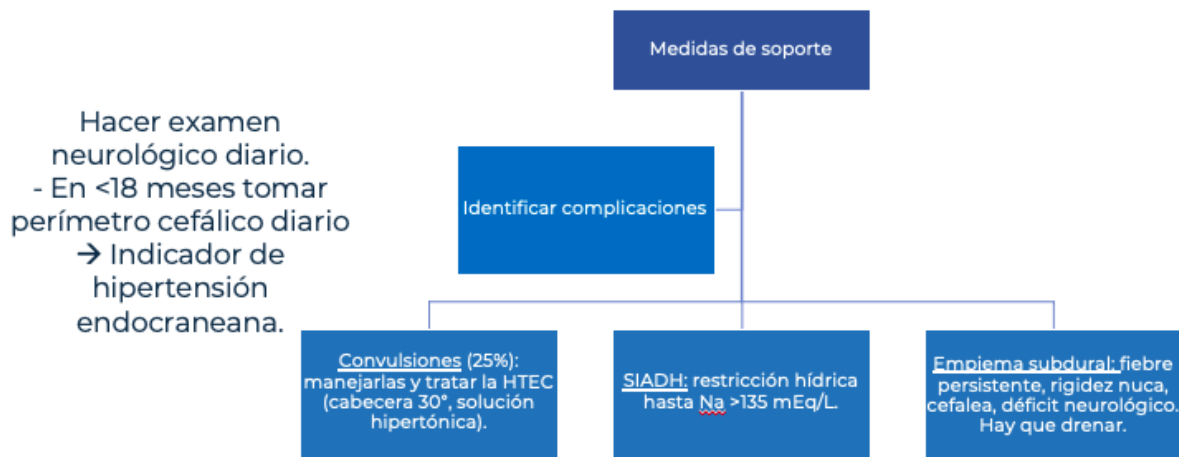 Medidas de soporte
Hacer examen
neurológico diario.
- En <18 meses tomar
perímetro cefálico diario
→ Indicador de
hipertensión
endocraneana.
Identificar complicaciones
Convulsiones (25%):
manejarlas y tratar la HTEC
(cabecera 30°, solución
hipertónica).
SIADH: restricción hídrica
hasta Na >135 mEq/L.
Empiema subdural: fiebre
persistente, rigidez nuca,
cefalea, déficit neurológico.
Hay que drenar.